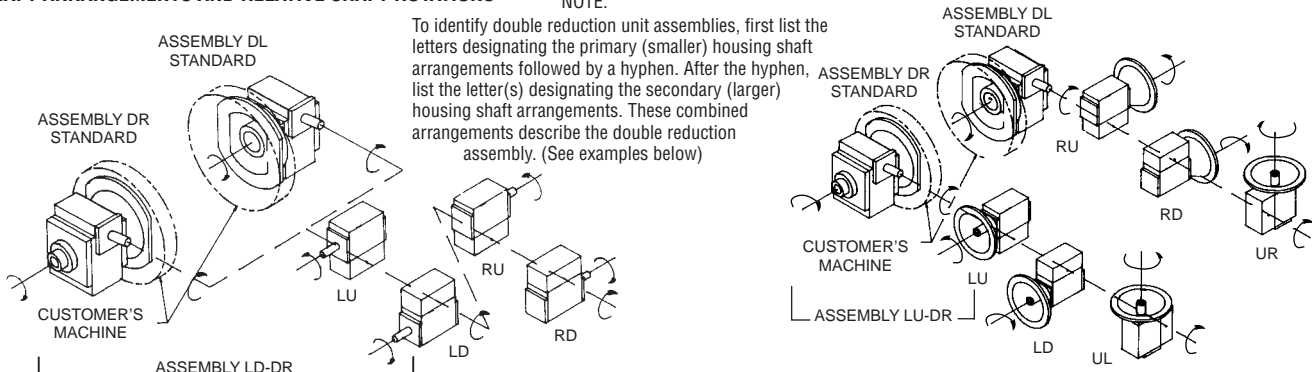 NOTE:
To identify double reduction unit assemblies, first list the
letters designating the primary (smaller) housing shaft
arrangements followed by a hyphen. After the hyphen,
list the letter(s) designating the secondary (larger)
housing shaft arrangements. These combined
arrangements describe the double reduction
assembly. (See examples below)
ASSEMBLY DL
STANDARD
ASSEMBLY DR
STANDARD
CUSTOMER'S
MACHINE
LU
LD
RU
RD
ASSEMBLY LD-DR
ASSEMBLY DL
STANDARD
ASSEMBLY DR
STANDARD
CUSTOMER'S
MACHINE
RU
RD
UR
LU
LD
UL
ASSEMBLY LU-DR